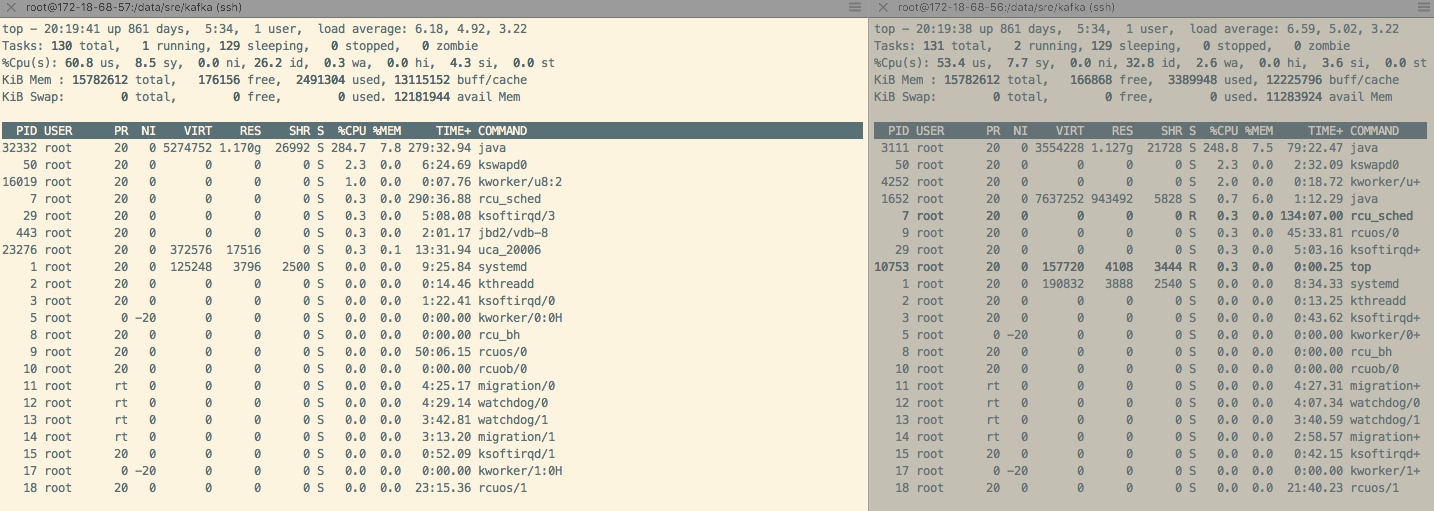 root@172-18-68-57:/data/sre/kafka (ssh)
top - 20:19:41 up 861 days,  5:34,  1 user,  load average: 6.18, 4.92, 3.22
Tasks: 130 total,   1 running, 129 sleeping,   0 stopped,   0 zombie
%Cpu(s): 60.8 us,  8.5 sy,  0.0 ni, 26.2 id,  0.3 wa,  0.0 hi,  4.3 si,  0.0 st
KiB Mem : 15782612 total,   176156 free,  2491304 used, 13115152 buff/cache
KiB Swap:        0 total,        0 free,        0 used. 12181944 avail Mem
PID USER      PR  NI    VIRT    RES    SHR S  %CPU %MEM     TIME+ COMMAND
32332 root      20   0 5274752 1.170g  26992 S 284.7  7.8 279:32.94 java
50 root      20   0       0      0      0 S   2.3  0.0   6:24.69 kswapd0
16019 root      20   0       0      0      0 S   1.0  0.0   0:07.76 kworker/u8:2
7 root      20   0       0      0      0 S   0.3  0.0 290:36.88 rcu_sched
29 root      20   0       0      0      0 S   0.3  0.0   5:08.08 ksoftirqd/3
443 root      20   0       0      0      0 S   0.3  0.0   2:01.17 jbd2/vdb-8
23276 root      20   0  372576  17516      0 S   0.3  0.1  13:31.94 uca_20006
1 root      20   0  125248   3796   2500 S   0.0  0.0   9:25.84 systemd
2 root      20   0       0      0      0 S   0.0  0.0   0:14.46 kthreadd
3 root      20   0       0      0      0 S   0.0  0.0   1:22.41 ksoftirqd/0
5 root       0 -20       0      0      0 S   0.0  0.0   0:00.00 kworker/0:0H
8 root      20   0       0      0      0 S   0.0  0.0   0:00.00 rcu_bh
9 root      20   0       0      0      0 S   0.0  0.0  50:06.15 rcuos/0
10 root      20   0       0      0      0 S   0.0  0.0   0:00.00 rcuob/0
11 root      rt   0       0      0      0 S   0.0  0.0   4:25.17 migration/0
12 root      rt   0       0      0      0 S   0.0  0.0   4:29.14 watchdog/0
13 root      rt   0       0      0      0 S   0.0  0.0   3:42.81 watchdog/1
14 root      rt   0       0      0      0 S   0.0  0.0   3:13.20 migration/1
15 root      20   0       0      0      0 S   0.0  0.0   0:52.09 ksoftirqd/1
17 root       0 -20       0      0      0 S   0.0  0.0   0:00.00 kworker/1:0H
18 root      20   0       0      0      0 S   0.0  0.0  23:15.36 rcuos/1
root@172-18-68-56:/data/sre/kafka (ssh)
top - 20:19:38 up 861 days,  5:34,  1 user,  load average: 6.59, 5.02, 3.22
Tasks: 131 total,   2 running, 129 sleeping,   0 stopped,   0 zombie
%Cpu(s): 53.4 us,  7.7 sy,  0.0 ni, 32.8 id,  2.6 wa,  0.0 hi,  3.6 si,  0.0 st
KiB Mem : 15782612 total,   166868 free,  3389948 used, 12225796 buff/cache
KiB Swap:        0 total,        0 free,        0 used. 11283924 avail Mem
PID USER      PR  NI    VIRT    RES    SHR S  %CPU %MEM     TIME+ COMMAND
3111 root      20   0 3554228 1.127g  21728 S 248.8  7.5  79:22.47 java
50 root      20   0       0      0      0 S   2.3  0.0   2:32.09 kswapd0
4252 root      20   0       0      0      0 S   2.0  0.0   0:18.72 kworker/u+
1652 root      20   0 7637252 943492   5828 S   0.7  6.0   1:12.29 java
7 root      20   0       0      0      0 R   0.3  0.0 134:07.00 rcu_sched
9 root      20   0       0      0      0 S   0.3  0.0  45:33.81 rcuos/0
29 root      20   0       0      0      0 S   0.3  0.0   5:03.16 ksoftirqd+
10753 root      20   0  157720   4108   3444 R   0.3  0.0   0:00.25 top
1 root      20   0  190832   3888   2540 S   0.0  0.0   8:34.33 systemd
2 root      20   0       0      0      0 S   0.0  0.0   0:13.25 kthreadd
3 root      20   0       0      0      0 S   0.0  0.0   0:43.62 ksoftirqd+
5 root       0 -20       0      0      0 S   0.0  0.0   0:00.00 kworker/0+
8 root      20   0       0      0      0 S   0.0  0.0   0:00.00 rcu_bh
10 root      20   0       0      0      0 S   0.0  0.0   0:00.00 rcuob/0
11 root      rt   0       0      0      0 S   0.0  0.0   4:27.31 migration+
12 root      rt   0       0      0      0 S   0.0  0.0   4:07.34 watchdog/0
13 root      rt   0       0      0      0 S   0.0  0.0   3:40.59 watchdog/1
14 root      rt   0       0      0      0 S   0.0  0.0   2:58.57 migration+
15 root      20   0       0      0      0 S   0.0  0.0   0:42.15 ksoftirqd+
17 root       0 -20       0      0      0 S   0.0  0.0   0:00.00 kworker/1+
18 root      20   0       0      0      0 S   0.0  0.0  21:40.23 rcuos/1